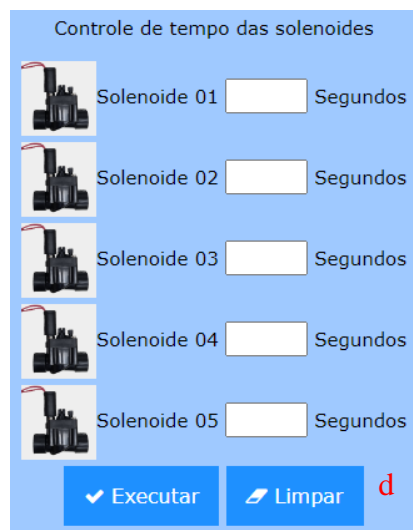 Controle de tempo das solenoides
Solenoide 01 Segundos
Solenoide 02 Segundos
Solenoide 03 Segundos
Solenoide 04 Segundos
Solenoide 05 Segundos
Executar Limpar d